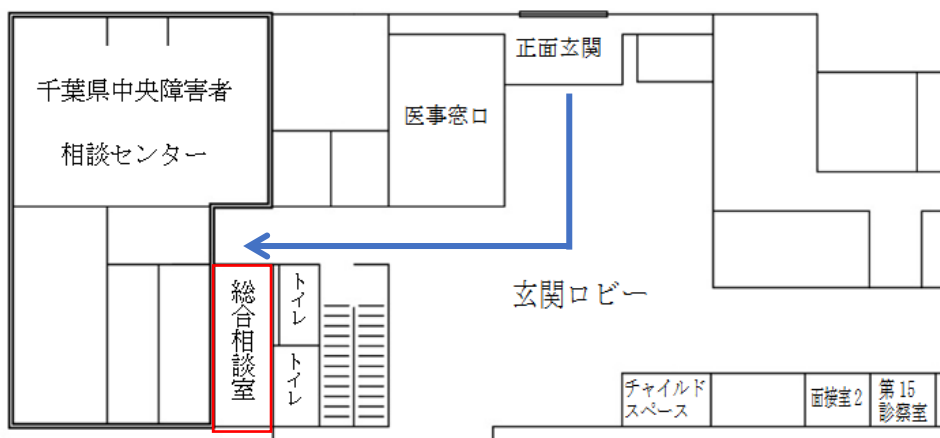 正面玄関
千葉県中央障害者
相談センター
医事窓口
玄関ロビー
総合相談室
トイレ
トイレ
チャイルド
スペース
面接室2
第15
診察室